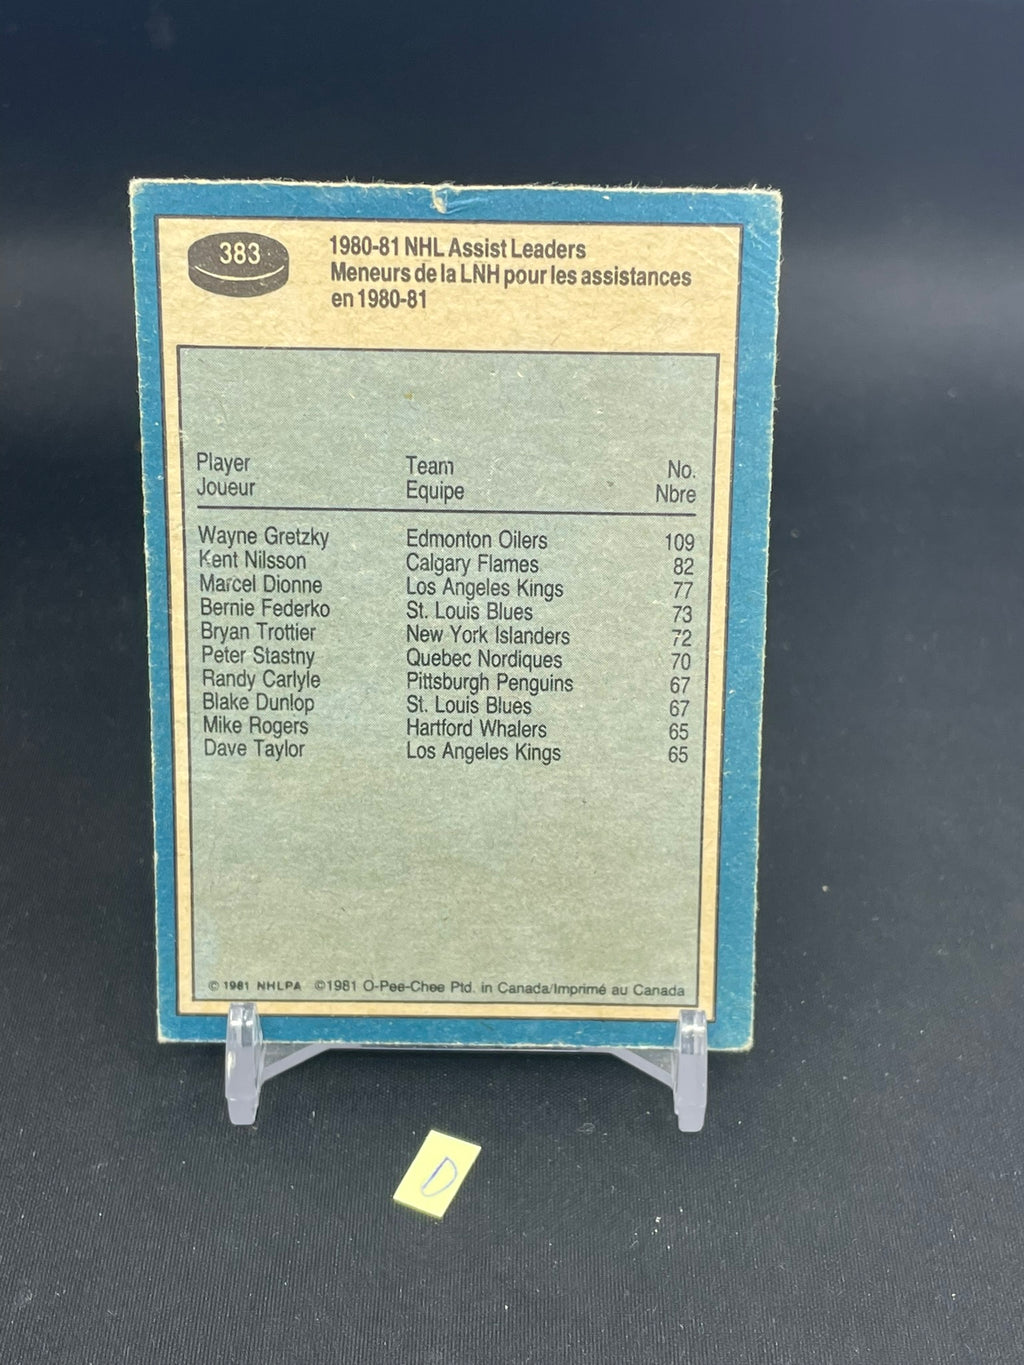 383
1980-81 NHL Assist Leaders
Meneurs de la LNH pour les assistances
en 1980-81
Player Team No.
Joueur Equipe Nbre
Wayne Gretzky Edmonton Oilers 109
Kent Nilsson Calgary Flames 82
Marcel Dionne Los Angeles Kings 77
Bernie Federko St. Louis Blues 73
Bryan Trottier New York Islanders 72
Peter Stastny Quebec Nordiques 70
Randy Carlyle Pittsburgh Penguins 67
Blake Dunlop St. Louis Blues 67
Mike Rogers Hartford Whalers 65
Dave Taylor Los Angeles Kings 65
© 1981 NHLPA ©1981 O-Pee-Chee Ptd. in Canada/Imprimé au Canada
D